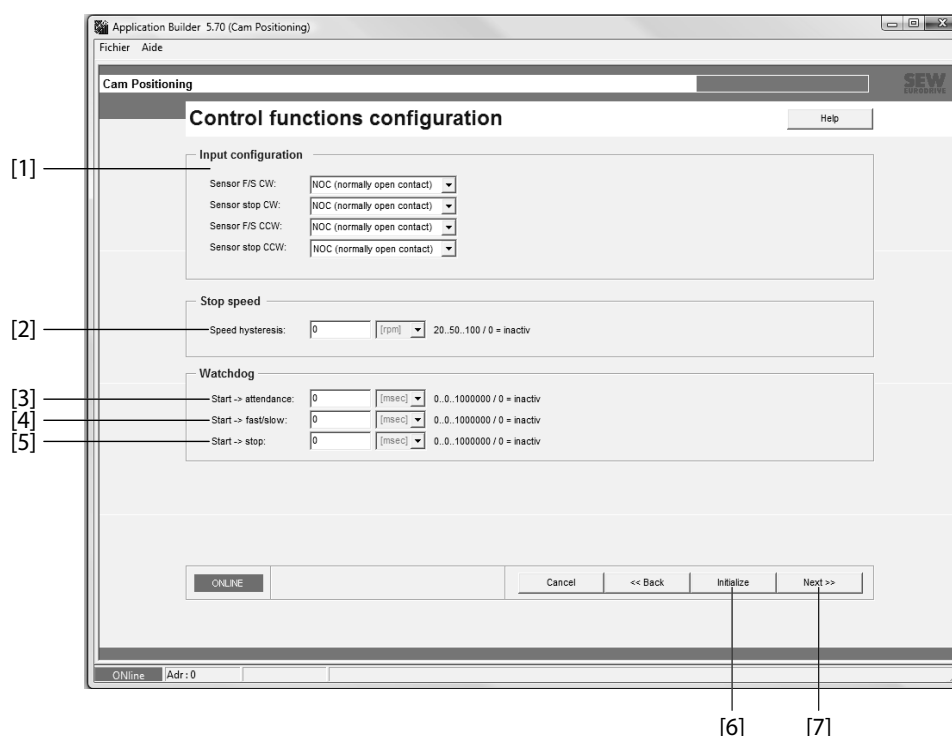 Application Builder 5.70 (Cam Positioning)
Fichier Aide
Cam Positioning
SEW
EURODRIVE
Control functions configuration
Help
[1]
Input configuration
Sensor F/S CW: NOC (normally open contact)
Sensor stop CW: NOC (normally open contact)
Sensor F/S CCW: NOC (normally open contact)
Sensor stop CCW: NOC (normally open contact)
Stop speed
[2] Speed hysteresis: 0 [rpm] 20..50..100 / 0 = inactiv
Watchdog
[3] Start -> attendance: 0 [msec] 0..0..1000000 / 0 = inactiv
[4] Start -> fast/slow: 0 [msec] 0..0..1000000 / 0 = inactiv
[5] Start -> stop: 0 [msec] 0..0..1000000 / 0 = inactiv
ONLINE Cancel << Back Initialize Next >>
ONline Adr : 0
[6] [7]